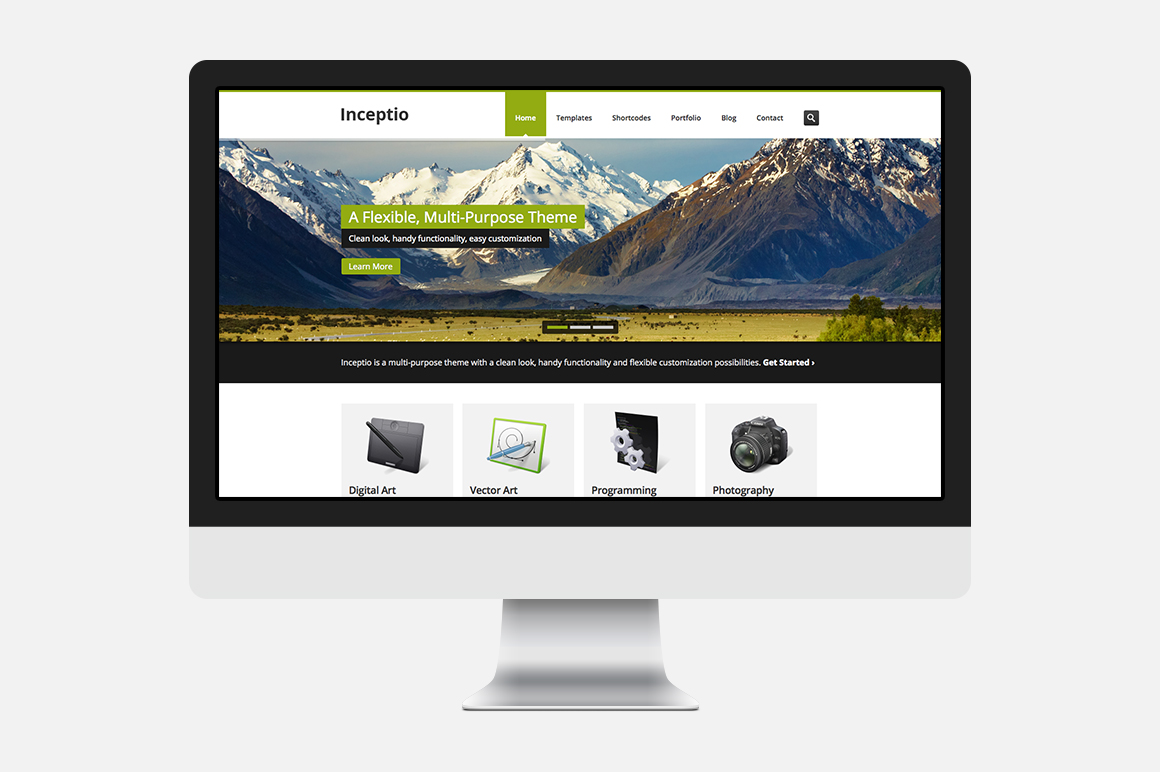 Inceptio
Home Templates Shortcodes Portfolio Blog Contact
A Flexible, Multi-Purpose Theme
Clean look, handy functionality, easy customization
Learn More
Inceptio is a multi-purpose theme with a clean look, handy functionality and flexible customization possibilities. Get Started ›
Digital Art Vector Art Programming Photography